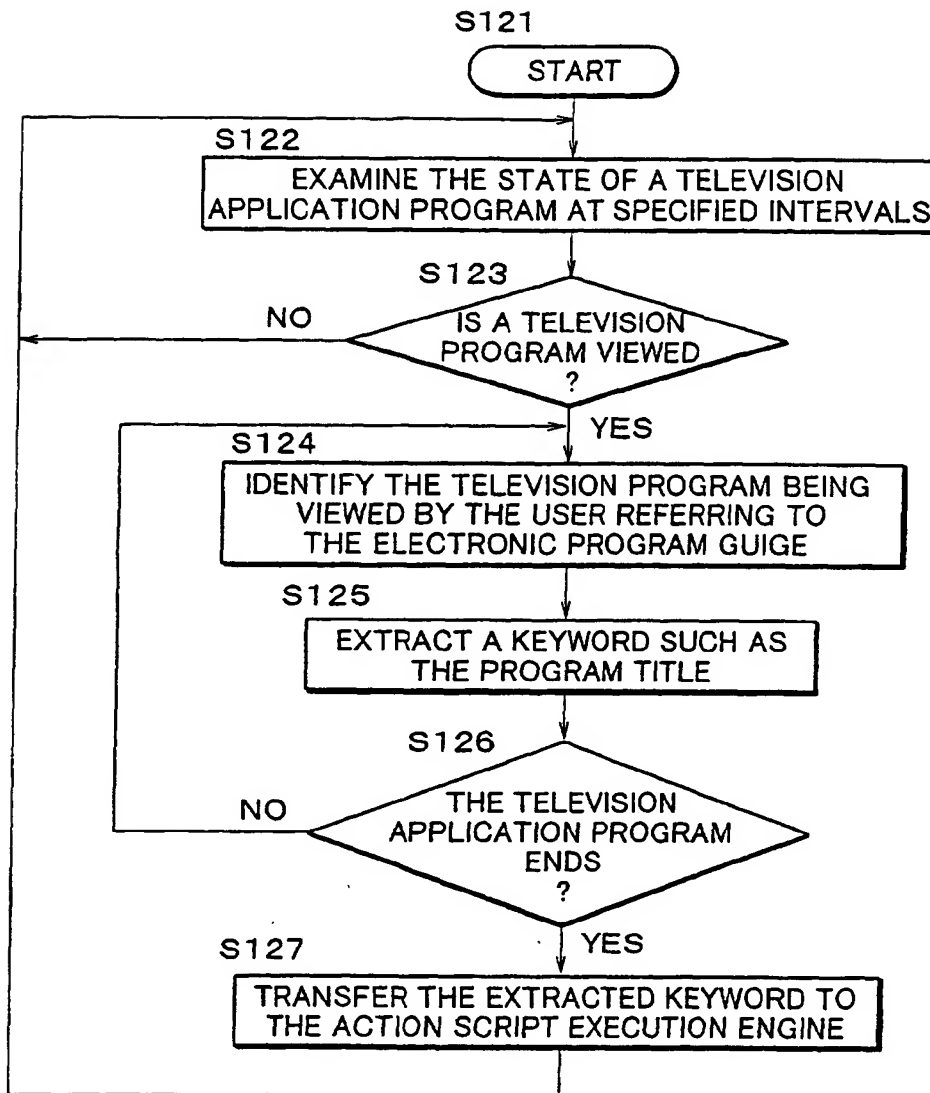 S121
START
S122
EXAMINE THE STATE OF A TELEVISION
APPLICATION PROGRAM AT SPECIFIED INTERVALS
S123
NO
IS A TELEVISION
PROGRAM VIEWED
?
YES
S124
IDENTIFY THE TELEVISION PROGRAM BEING
VIEWED BY THE USER REFERRING TO
THE ELECTRONIC PROGRAM GUIGE
S125
EXTRACT A KEYWORD SUCH AS
THE PROGRAM TITLE
S126
NO
THE TELEVISION
APPLICATION PROGRAM
ENDS
?
YES
S127
TRANSFER THE EXTRACTED KEYWORD TO
THE ACTION SCRIPT EXECUTION ENGINE